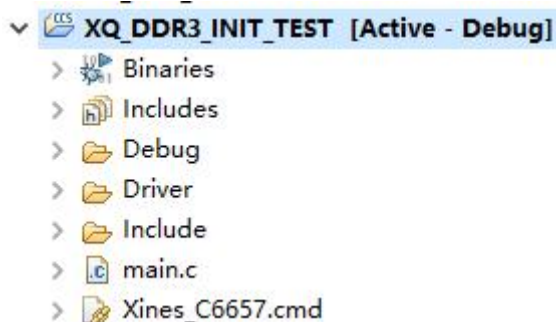 XQ_DDR3_INIT_TEST [Active - Debug]
Binaries
Includes
Debug
Driver
Include
main.c
Xines_C6657.cmd